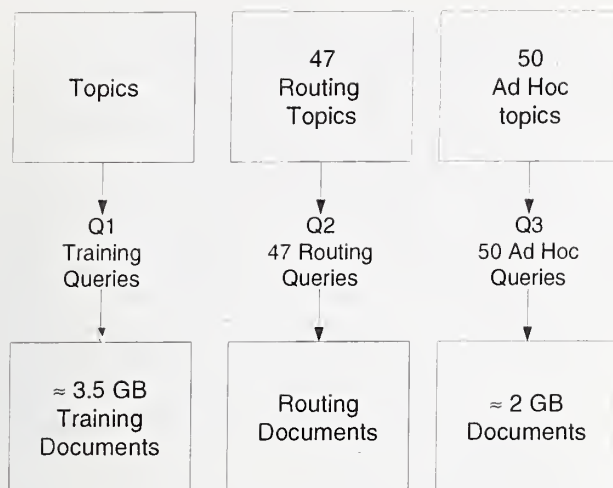 Topics
47
Routing
Topics
50
Ad Hoc
topics
Q1
Training
Queries
Q2
47 Routing
Queries
Q3
50 Ad Hoc
Queries
≈ 3.5 GB
Training
Documents
Routing
Documents
≈ 2 GB
Documents